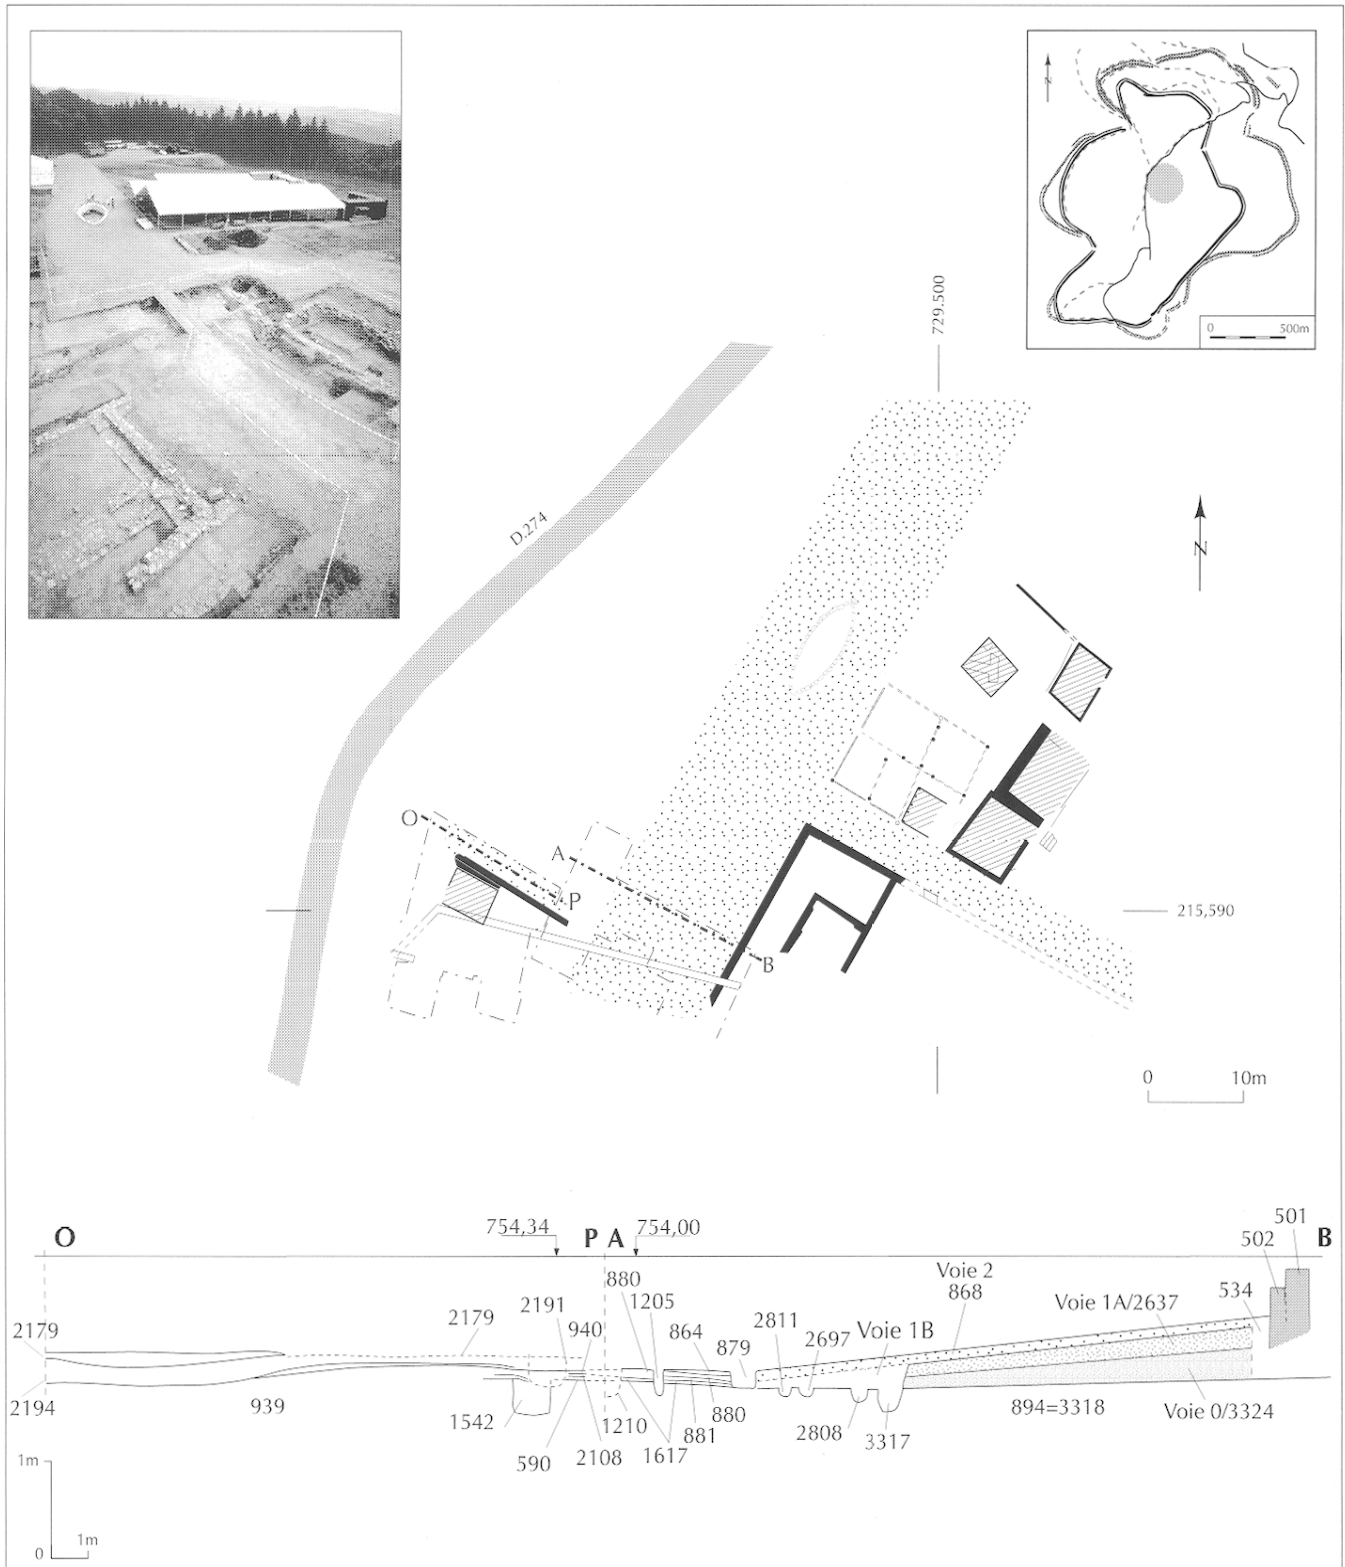 N
0 500m
729.500
D.274
N
O
A
P
B
215,590
0 10m
501
O 754,34 P A 754,00 502 B
880 Voie 2
868
2179 2179 2191 940 1205 864 879 2811 2697 Voie 1B Voie 1A/2637 534
2194 939 1542 590 2108 1210 1617 881 880 2808 3317 894=3318 Voie 0/3324
1m
0 1m